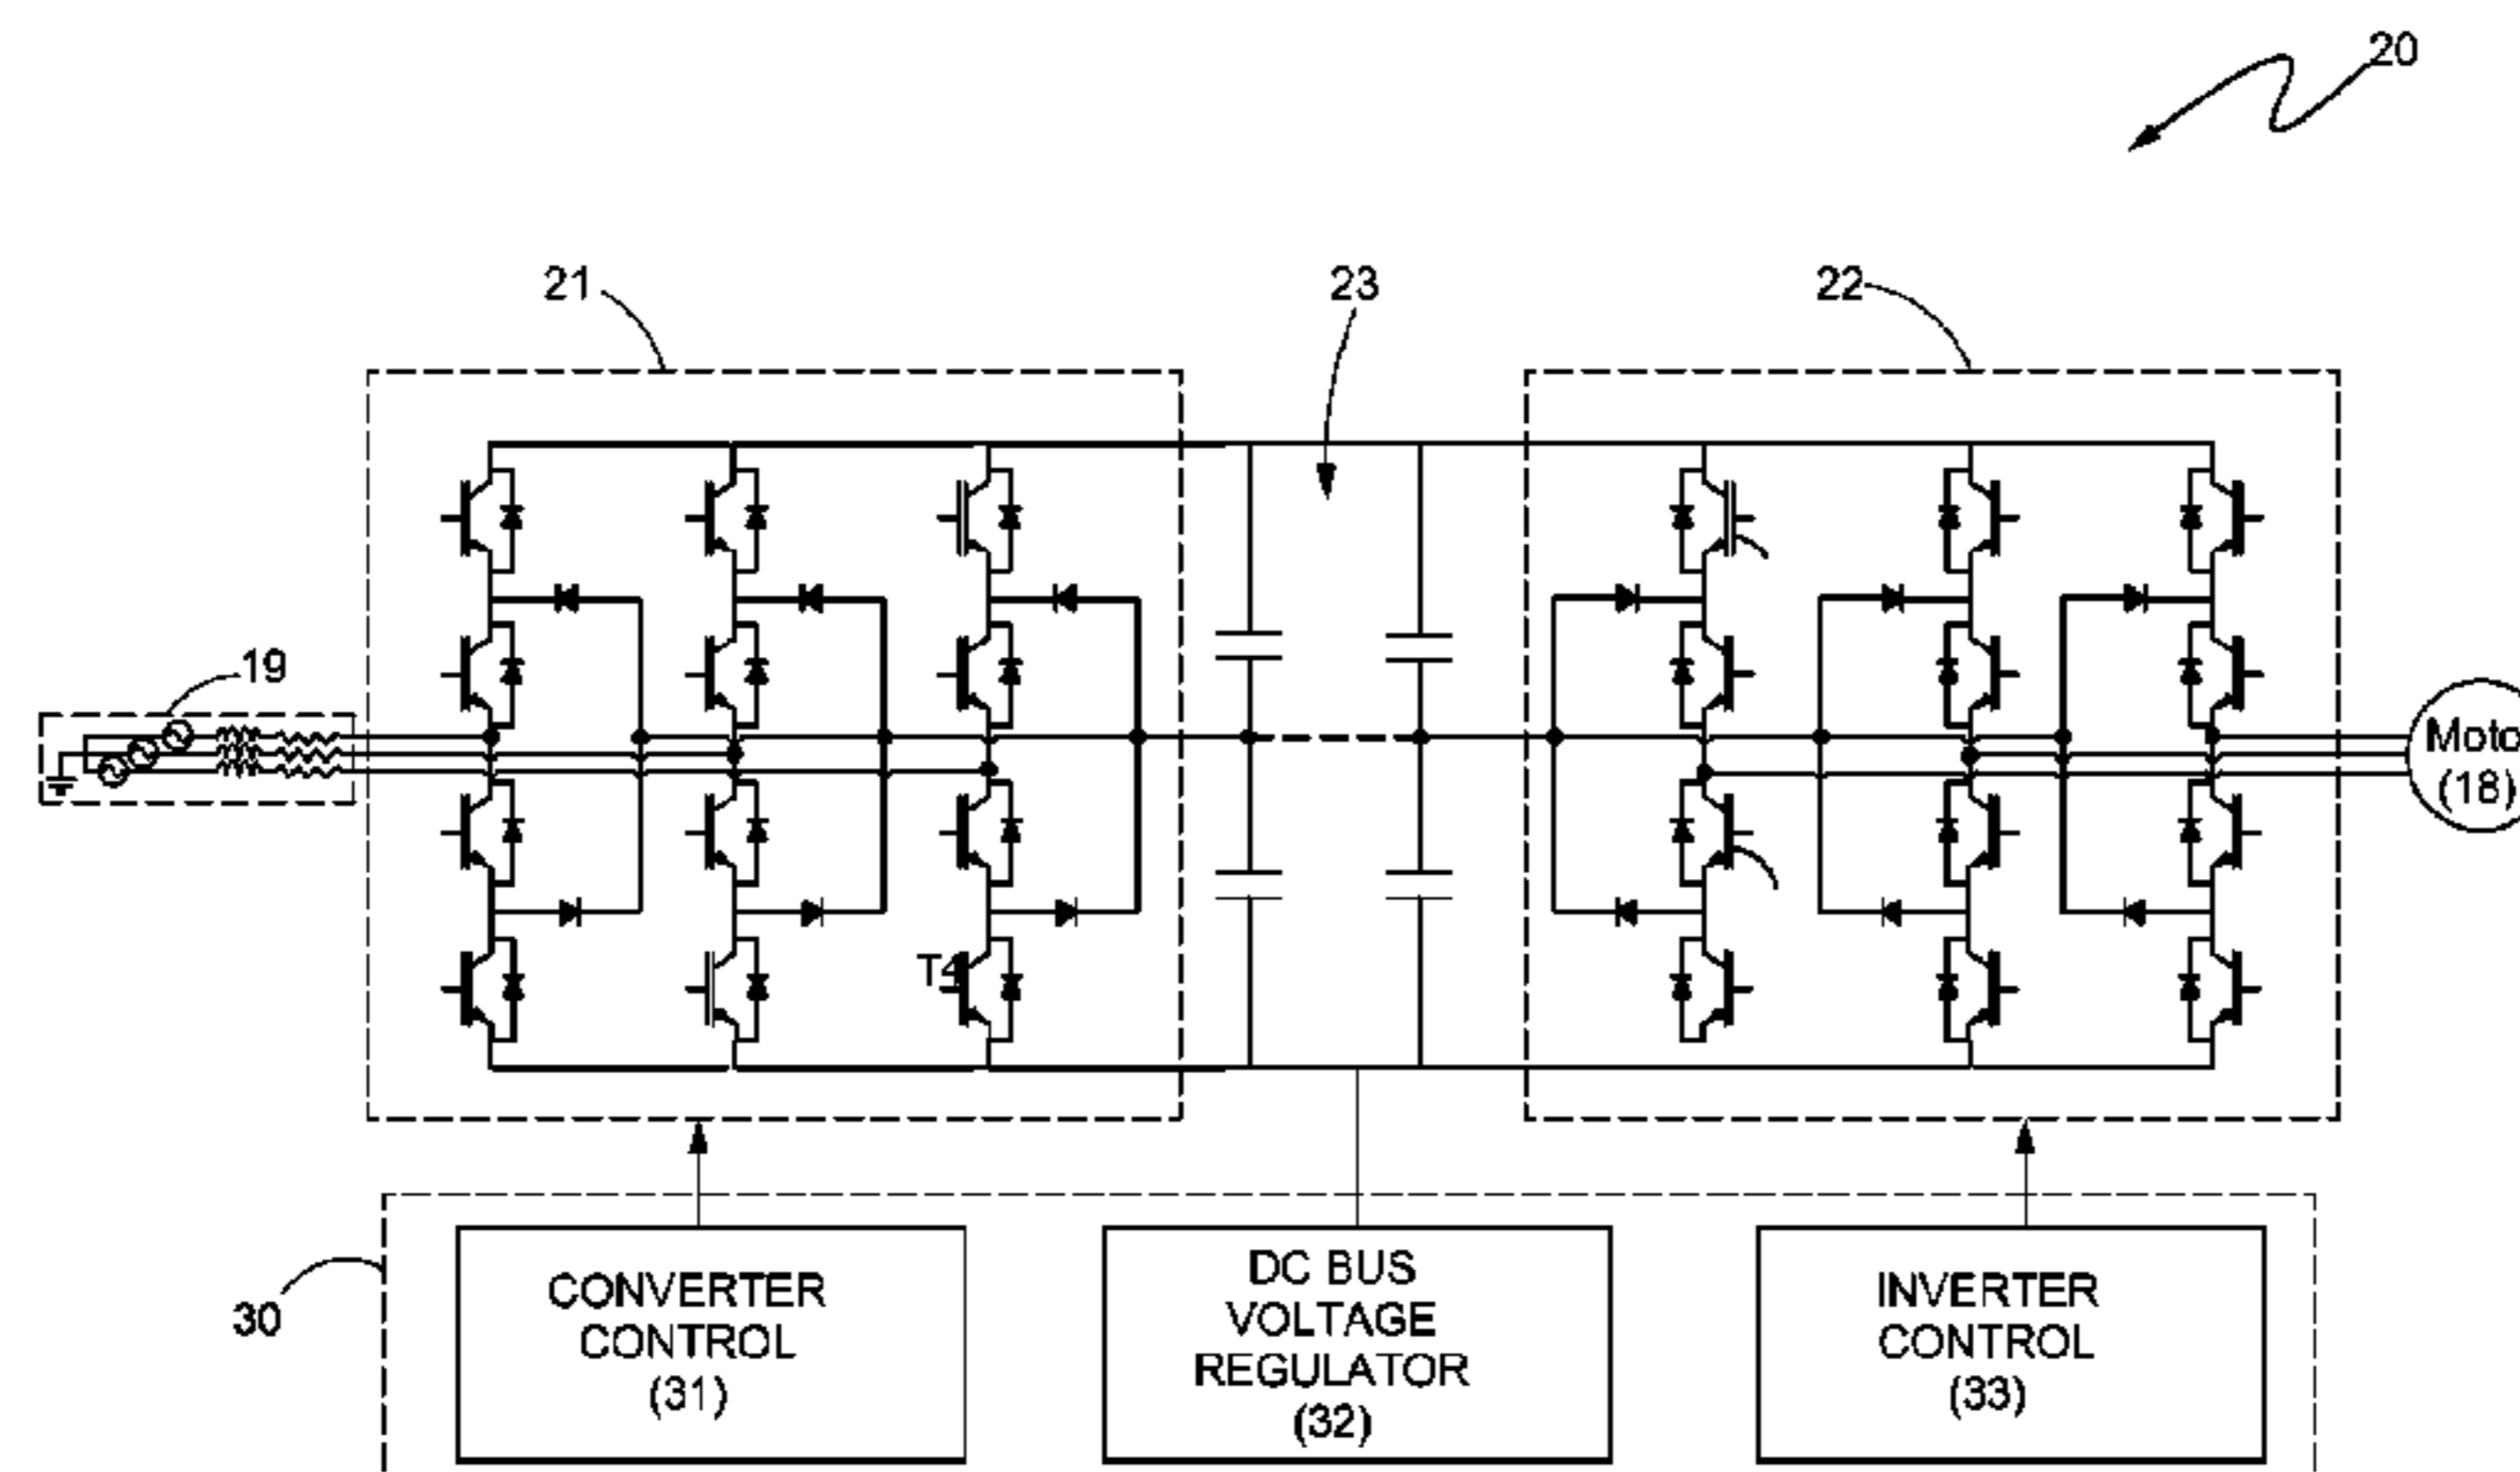 20
21
23
22
19
Moto
(18)
T4
30
CONVERTER
CONTROL
(31)
DC BUS
VOLTAGE
REGULATOR
(32)
INVERTER
CONTROL
(33)